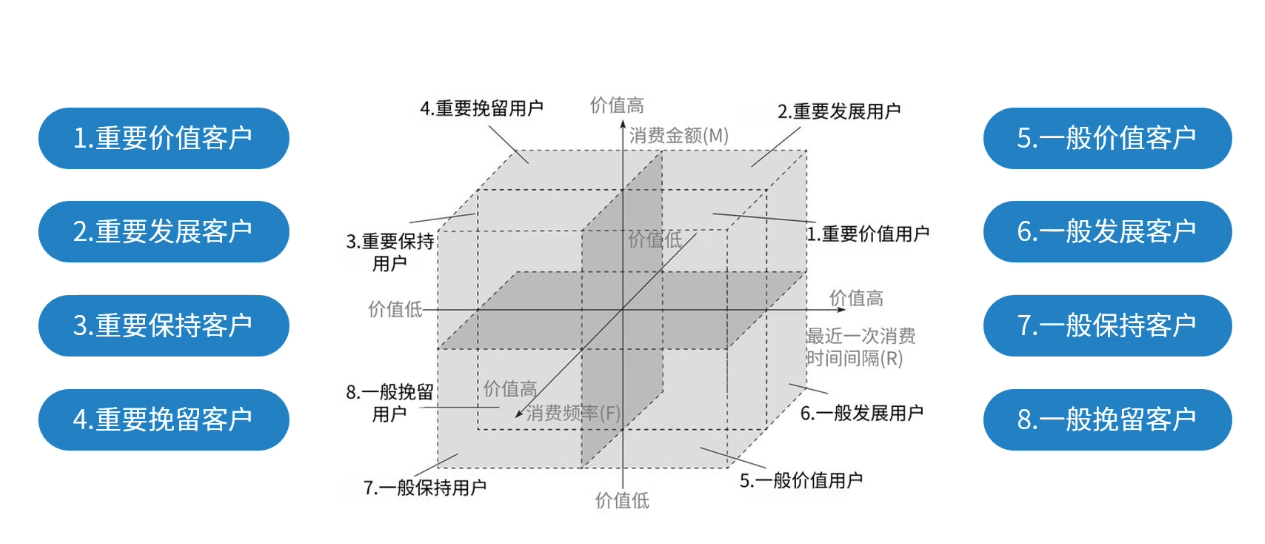 1.重要价值客户
2.重要发展客户
3.重要保持客户
4.重要挽留客户
4.重要挽留用户
价值高
消费金额(M)
2.重要发展用户
3.重要保持
用户
价值低
1.重要价值用户
价值低
价值高
最近一次消费
时间间隔(R)
8.一般挽留
用户
价值高
消费频率(F)
6.一般发展用户
7.一般保持用户
价值低
5.一般价值用户
5.一般价值客户
6.一般发展客户
7.一般保持客户
8.一般挽留客户